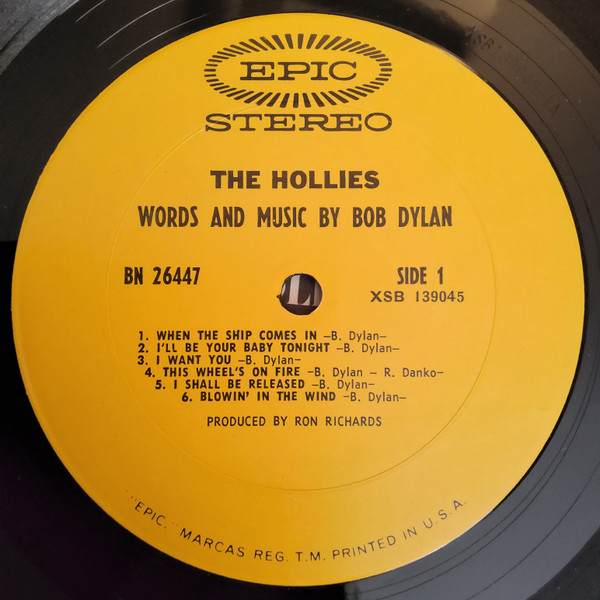 EPIC
STEREO
THE HOLLIES
WORDS AND MUSIC BY BOB DYLAN
BN 26447 SIDE 1
XSB 139045
1. WHEN THE SHIP COMES IN –B. Dylan–
2. I'LL BE YOUR BABY TONIGHT –B. Dylan–
3. I WANT YOU –B. Dylan–
4. THIS WHEEL'S ON FIRE –B. Dylan – R. Danko–
5. I SHALL BE RELEASED –B. Dylan–
6. BLOWIN' IN THE WIND –B. Dylan–
PRODUCED BY RON RICHARDS
"EPIC," MARCAS REG. T.M. PRINTED IN U.S.A.